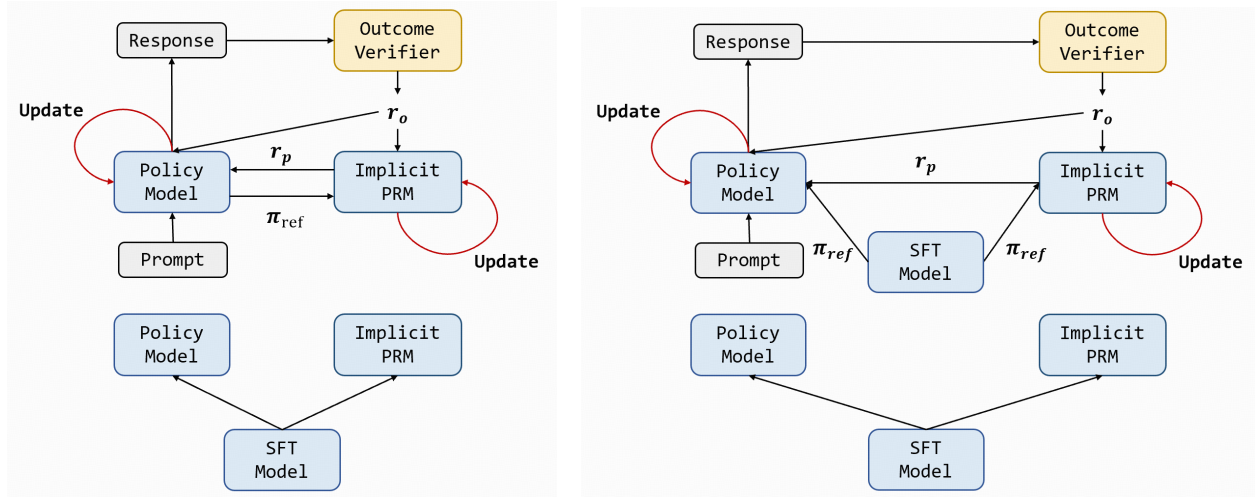 Response
Outcome
Verifier
Update
r_o
Policy
Model
r_p
π_ref
Implicit
PRM
Prompt
Update
Policy
Model
Implicit
PRM
SFT
Model
Response
Outcome
Verifier
Update
r_o
Policy
Model
r_p
Implicit
PRM
Prompt
π_ref
SFT
Model
π_ref
Update
Policy
Model
Implicit
PRM
SFT
Model